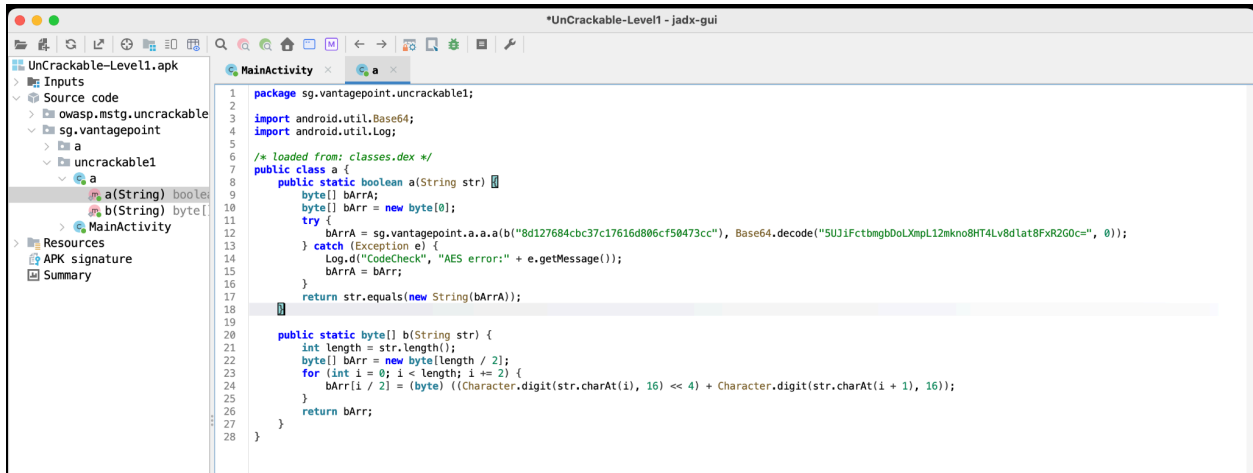 *UnCrackable-Level1 - jadx-gui
UnCrackable-Level1.apk
Inputs
Source code
owasp.mstg.uncrackable
sg.vantagepoint
a
uncrackable1
a
a(String) boolea
b(String) byte[]
MainActivity
Resources
APK signature
Summary
MainActivity
a
1 package sg.vantagepoint.uncrackable1;
2
3 import android.util.Base64;
4 import android.util.Log;
5
6 /* loaded from: classes.dex */
7 public class a {
8 public static boolean a(String str) {
9 byte[] bArrA;
10 byte[] bArr = new byte[0];
11 try {
12 bArrA = sg.vantagepoint.a.a.a(b("8d127684cbc37c17616d806cf50473cc"), Base64.decode("5UJiFctbmgbDoLXmpL12mkno8HT4Lv8dlat8FxR2GOc=", 0));
13 } catch (Exception e) {
14 Log.d("CodeCheck", "AES error:" + e.getMessage());
15 bArrA = bArr;
16 }
17 return str.equals(new String(bArrA));
18 }
19
20 public static byte[] b(String str) {
21 int length = str.length();
22 byte[] bArr = new byte[length / 2];
23 for (int i = 0; i < length; i += 2) {
24 bArr[i / 2] = (byte) ((Character.digit(str.charAt(i), 16) << 4) + Character.digit(str.charAt(i + 1), 16));
25 }
26 return bArr;
27 }
28 }